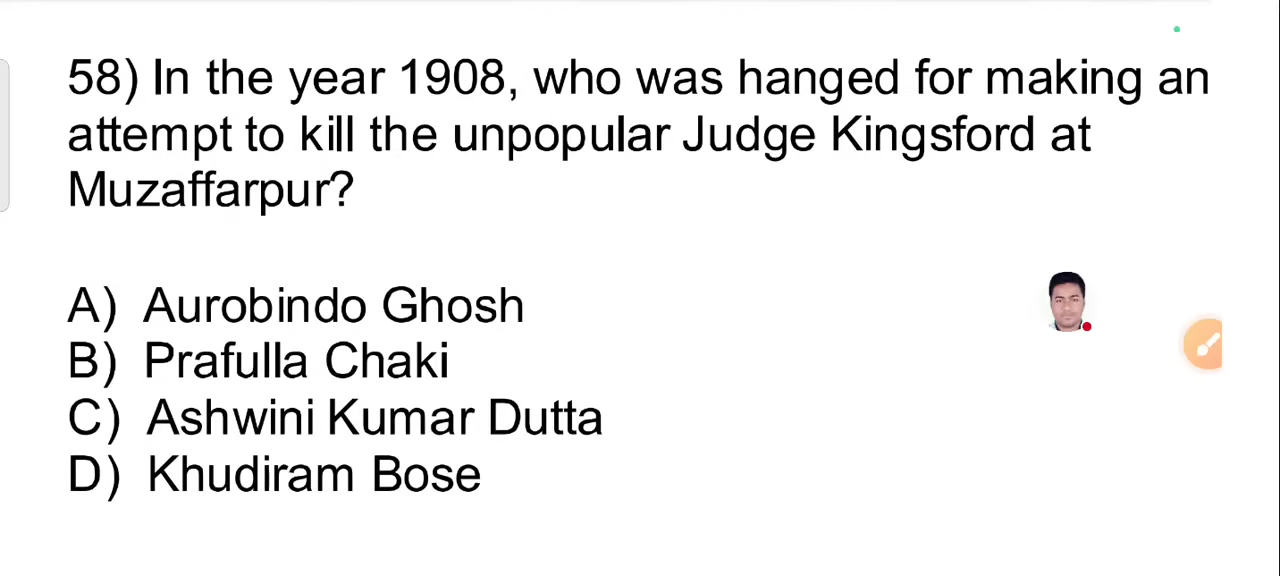 58) In the year 1908, who was hanged for making an
attempt to kill the unpopular Judge Kingsford at
Muzaffarpur?
A) Aurobindo Ghosh
B) Prafulla Chaki
C) Ashwini Kumar Dutta
D) Khudiram Bose